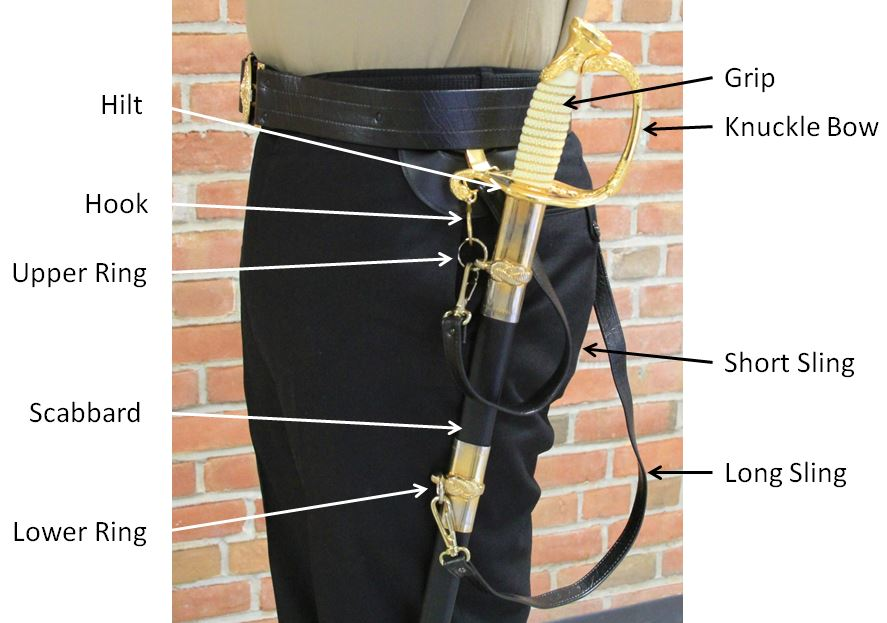 Hilt
Hook
Upper Ring
Scabbard
Lower Ring
Grip
Knuckle Bow
Short Sling
Long Sling